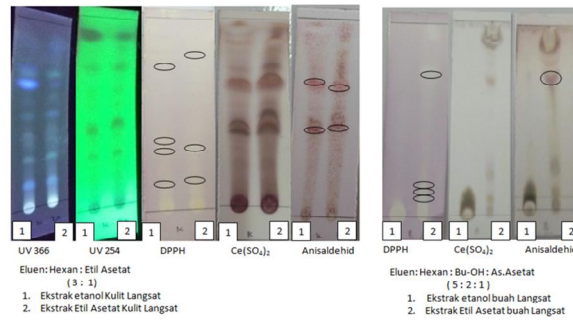 1 2 1 2 1 2 1 2 1 2
UV 366 UV 254 DPPH Ce(SO₄)₂ Anisaldehid
Eluen: Hexan : Etil Asetat
( 3 : 1 )
1. Ekstrak etanol Kulit Langsat
2. Ekstrak Etil Asetat Kulit Langsat
1 2 1 2 1 2
DPPH Ce(SO₄)₂ Anisaldehid
Eluen: Hexan : Bu-OH : As.Asetat
( 5 : 2 : 1 )
1. Ekstrak etanol buah Langsat
2. Ekstrak Etil Asetat buah Langsat